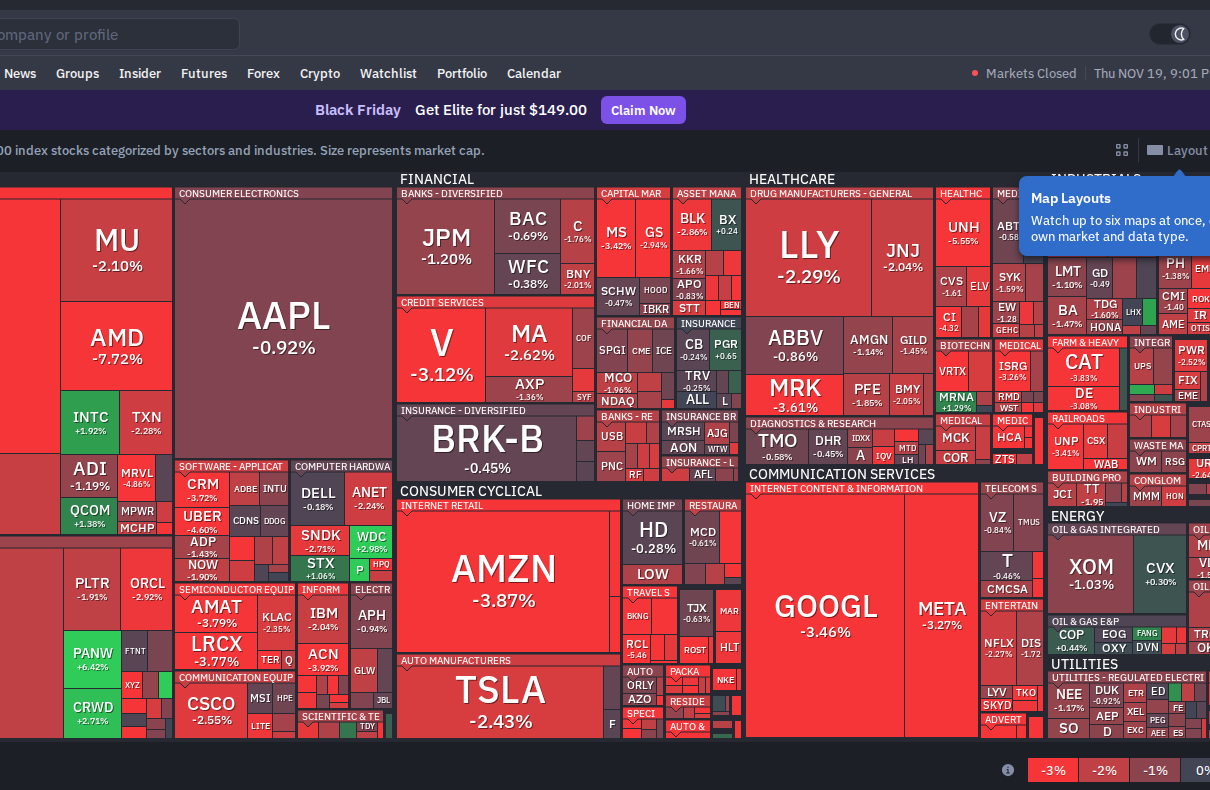 ompany or profile
News Groups Insider Futures Forex Crypto Watchlist Portfolio Calendar
Markets Closed Thu NOV 19, 9:01 P
Black Friday Get Elite for just $149.00 Claim Now
00 index stocks categorized by sectors and industries. Size represents market cap.
Layout
Map Layouts
Watch up to six maps at once,
own market and data type.
MU
-2.10%
AMD
-7.72%
INTC
+1.92%
TXN
-2.28%
ADI
-1.19%
MRVL
-4.86%
QCOM
+1.38%
MPWR
MCHP
PLTR
-1.91%
ORCL
-2.92%
PANW
+6.42%
FTNT
XYZ
CRWD
+2.71%
CONSUMER ELECTRONICS
AAPL
-0.92%
SOFTWARE - APPLICAT
CRM
-3.72%
ADBE
INTU
UBER
-4.60%
CDNS
DDOG
ADP
-1.43%
NOW
-1.90%
COMPUTER HARDWA
DELL
-0.18%
ANET
-2.24%
SNDK
-2.71%
WDC
+2.98%
STX
+1.06%
P
HPQ
SEMICONDUCTOR EQUIP
AMAT
-3.79%
KLAC
-2.35%
LRCX
-3.77%
TER
Q
INFORM
IBM
-2.04%
ACN
-3.92%
ELECTR
APH
-0.94%
GLW
JBL
COMMUNICATION EQUIP
CSCO
-2.55%
MSI
HPE
LITE
SCIENTIFIC & TE
TDY
FINANCIAL
BANKS - DIVERSIFIED
JPM
-1.20%
BAC
-0.69%
C
-1.76%
WFC
-0.38%
BNY
-2.01%
CAPITAL MAR
MS
-3.42%
GS
-2.94%
SCHW
-0.47%
HOOD
IBKR
ASSET MANA
BLK
-2.86%
BX
+0.24
KKR
-1.66%
APO
-0.83%
STT
BEN
CREDIT SERVICES
V
-3.12%
MA
-2.62%
COF
AXP
-1.36%
SYF
FINANCIAL DA
SPGI
CME
ICE
MCO
-1.96%
NDAQ
INSURANCE
CB
-0.24%
PGR
+0.65
TRV
-0.25%
ALL
L
INSURANCE - DIVERSIFIED
BRK-B
-0.45%
BANKS - RE
USB
PNC
RF
INSURANCE BR
MRSH
AJG
AON
WTW
INSURANCE - L
AFL
CONSUMER CYCLICAL
INTERNET RETAIL
AMZN
-3.87%
AUTO MANUFACTURERS
TSLA
-2.43%
F
HOME IMP
HD
-0.28%
LOW
RESTAURA
MCD
-0.61%
TRAVEL S
BKNG
RCL
-5.46
TJX
-0.63%
MAR
ROST
HLT
AUTO
ORLY
AZO
PACKA
NKE
SPECI
RESIDE
AUTO &
HEALTHCARE
DRUG MANUFACTURERS - GENERAL
LLY
-2.29%
JNJ
-2.04%
ABBV
-0.86%
AMGN
-1.14%
GILD
-1.45%
MRK
-3.61%
PFE
-1.85%
BMY
-2.05%
HEALTHC
UNH
-5.55%
CVS
-1.61
ELV
CI
-4.32
MED
ABT
-0.58
SYK
-1.59%
EW
-1.28
GEHC
BIOTECHN
VRTX
MRNA
+1.29%
MEDICAL
ISRG
-3.26%
RMD
WST
DIAGNOSTICS & RESEARCH
TMO
-0.58%
DHR
-0.45%
IDXX
A
IQV
MTD
LH
MEDICAL
MCK
COR
MEDIC
HCA
ZTS
COMMUNICATION SERVICES
INTERNET CONTENT & INFORMATION
GOOGL
-3.46%
META
-3.27%
TELECOM S
VZ
-0.84%
TMUS
T
-0.46%
CMCSA
ENTERTAIN
NFLX
-2.27%
DIS
-1.72
LYV
TKO
SKYD
ADVERT
LMT
-1.10%
GD
-0.49
BA
-1.47%
TDG
-1.60%
HONA
LHX
PH
-1.38%
EM
CMI
-1.40
ROK
IR
AME
OTIS
FARM & HEAVY
CAT
-3.83%
DE
-3.08%
INTEGR
UPS
PWR
-2.52%
FIX
EME
RAILROADS
UNP
-3.41%
CSX
WAB
INDUSTRI
CTAS
WASTE MA
WM
RSG
CPRT
UR
-2.64
BUILDING PRO
JCI
TT
-1.95
CONGLOM
MMM
HON
ENERGY
OIL & GAS INTEGRATED
XOM
-1.03%
CVX
+0.30%
OIL
VL
OIL
OIL & GAS E&P
COP
+0.44%
EOG
FANG
OXY
DVN
TR
OK
UTILITIES
UTILITIES - REGULATED ELECTRI
NEE
-1.17%
DUK
-0.92%
ETR
ED
SO
AEP
XEL
PEG
FE
D
EXC
AEE
ES
-3% -2% -1% 0%